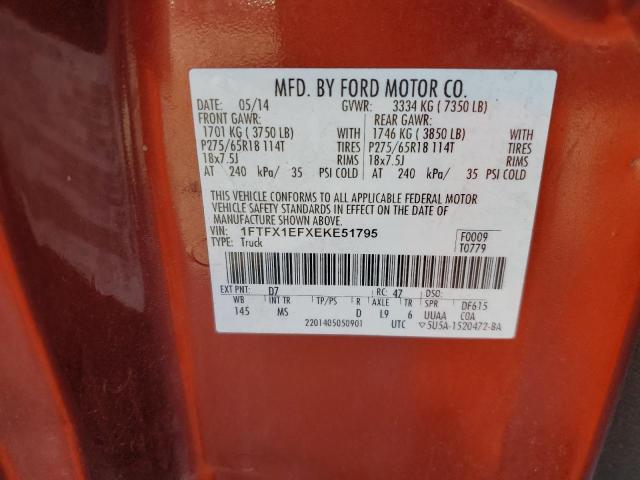 MFD. BY FORD MOTOR CO.
DATE: 05/14 GVWR: 3334 KG ( 7350 LB)
FRONT GAWR: REAR GAWR:
1701 KG ( 3750 LB) WITH 1746 KG ( 3850 LB) WITH
P275/65R18 114T TIRES P275/65R18 114T TIRES
18x7.5J RIMS 18x7.5J RIMS
AT 240 kPa/ 35 PSI COLD AT 240 kPa/ 35 PSI COLD
THIS VEHICLE CONFORMS TO ALL APPLICABLE FEDERAL MOTOR
VEHICLE SAFETY STANDARDS IN EFFECT ON THE DATE OF
MANUFACTURE SHOWN ABOVE.
VIN: 1FTFX1EFXEKE51795 F0009
TYPE: Truck T0779
EXT PNT: D7 RC: 47 DSO:
WB INT TR TP/PS R AXLE TR SPR DF615
145 MS D L9 6 UUAA COA
2201405050901 UTC ▽5U5A-1520472-BA